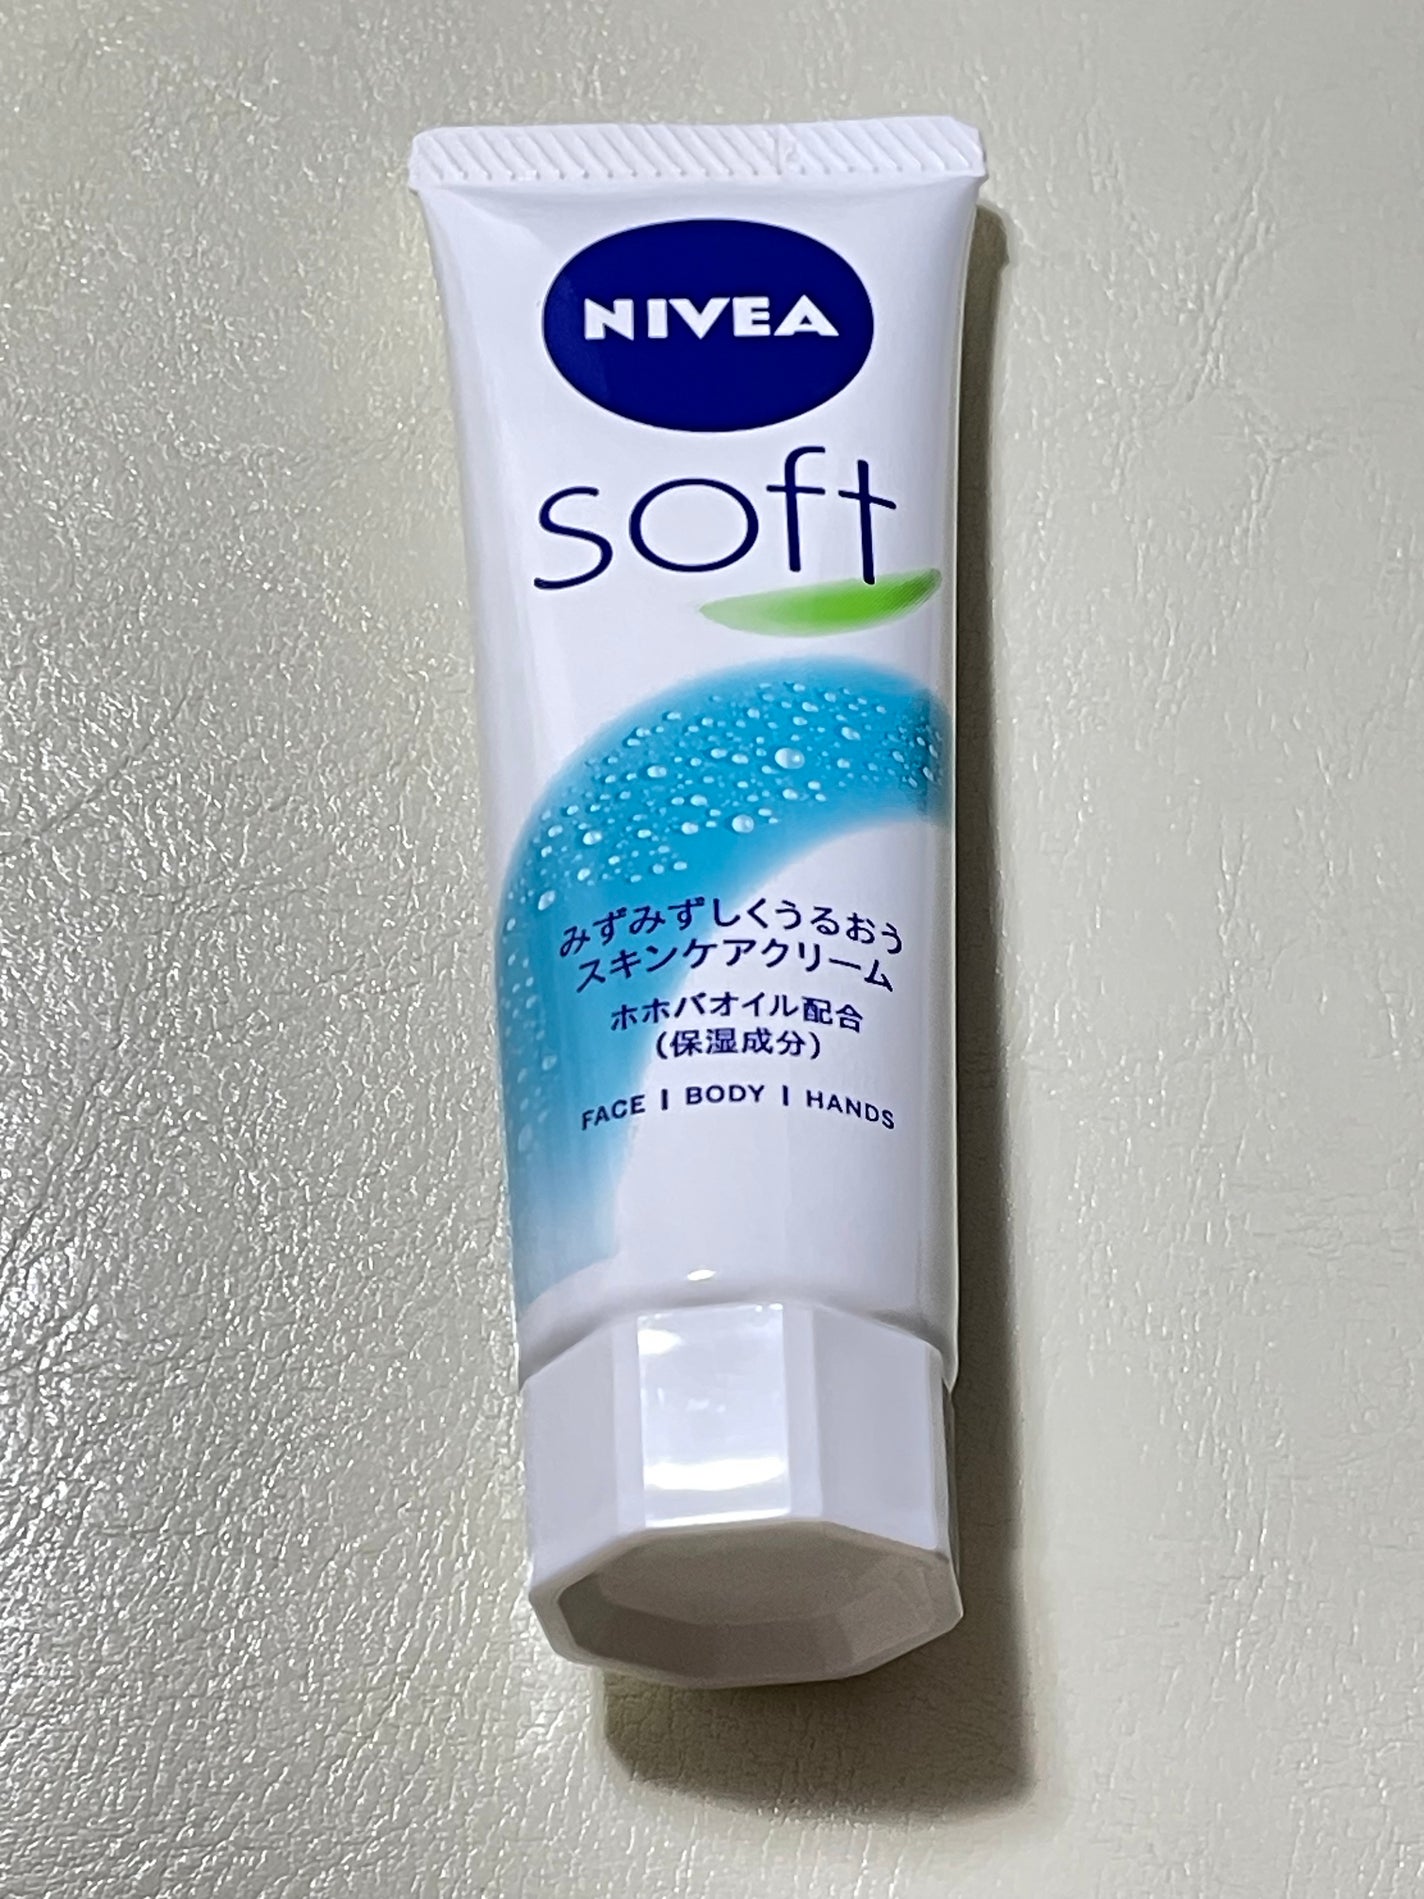 NIVEA
soft
みずみずしくうるおう
スキンケアクリーム
ホホバオイル配合
(保湿成分)
FACE | BODY | HANDS